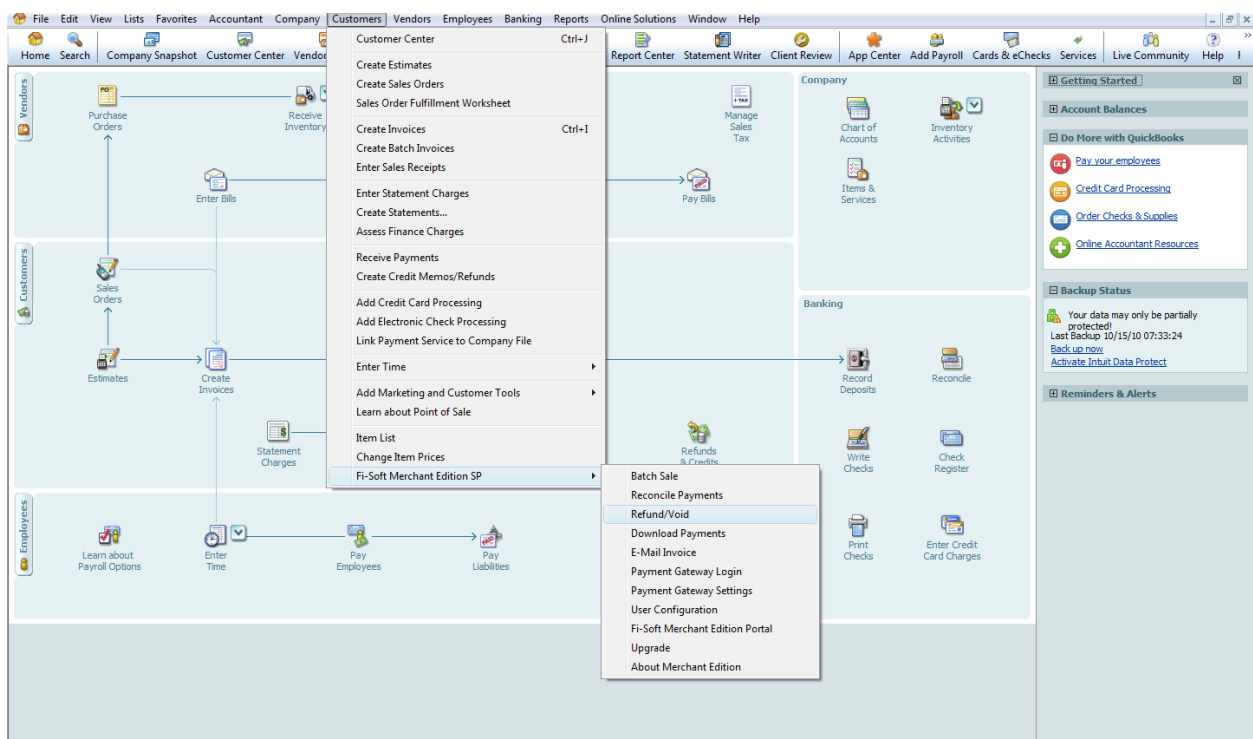 File Edit View Lists Favorites Accountant Company Customers Vendors Employees Banking Reports Online Solutions Window Help
Home Search Company Snapshot Customer Center Vendor Report Center Statement Writer Client Review App Center Add Payroll Cards & eChecks Services Live Community Help
Customer Center Ctrl+J
Create Estimates
Create Sales Orders
Sales Order Fulfillment Worksheet
Create Invoices Ctrl+I
Create Batch Invoices
Enter Sales Receipts
Enter Statement Charges
Create Statements...
Assess Finance Charges
Receive Payments
Create Credit Memos/Refunds
Add Credit Card Processing
Add Electronic Check Processing
Link Payment Service to Company File
Enter Time
Add Marketing and Customer Tools
Learn about Point of Sale
Item List
Change Item Prices
Fi-Soft Merchant Edition SP
Batch Sale
Reconcile Payments
Refund/Void
Download Payments
E-Mail Invoice
Payment Gateway Login
Payment Gateway Settings
User Configuration
Fi-Soft Merchant Edition Portal
Upgrade
About Merchant Edition
Vendors
PO
Purchase
Orders
Receive
Inventory
Enter Bills
+ TAX
Manage
Sales
Tax
Pay Bills
Customers
Sales
Orders
Estimates
Create
Invoices
Statement
Charges
Refunds
& Credits
Employees
Learn about
Payroll Options
Enter
Time
Pay
Employees
Pay
Liabilities
Company
Chart of
Accounts
Inventory
Activities
Items &
Services
Banking
Record
Deposits
Reconcile
Write
Checks
Check
Register
Print
Checks
Enter Credit
Card Charges
Getting Started
Account Balances
Do More with QuickBooks
Pay your employees
Credit Card Processing
Order Checks & Supplies
Online Accountant Resources
Backup Status
Your data may only be partially
protected!
Last Backup 10/15/10 07:33:24
Back up now
Activate Intuit Data Protect
Reminders & Alerts